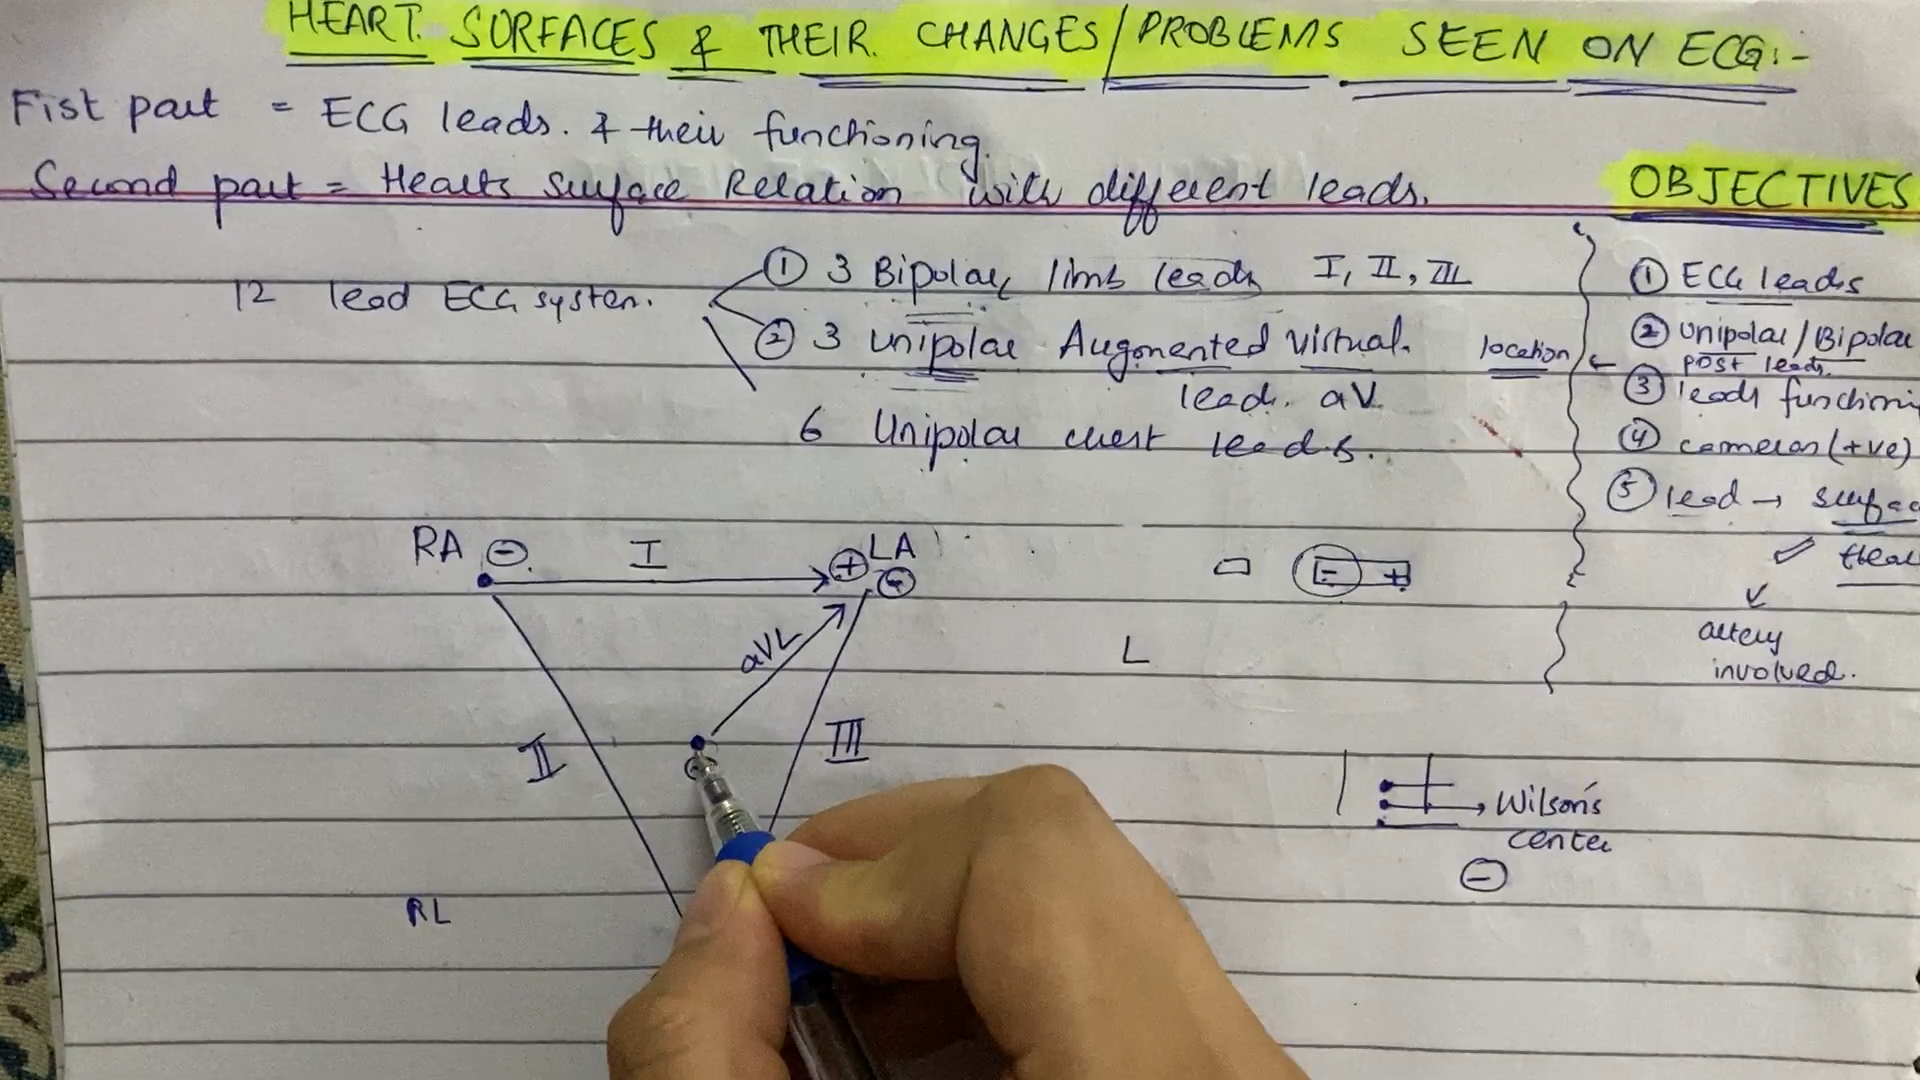 HEART. SURFACES & THEIR. CHANGES/PROBLEMS SEEN ON ECG:-
Fist part = ECG leads. & their functioning.
Second part = Hearts surface Relation with different leads.
OBJECTIVES
12 lead ECG system.
① 3 Bipolar limb leads I, II, III
② 3 unipolar Augmented virtual.
lead. aV
6 Unipolar chest leads.
location
① ECG leads
② Unipolar/Bipolar
post leads.
③ leads functioni
④ cameras (+ve)
⑤ lead → surfac
Hea
artery
involved.
RA ⊖ I ⊕ LA
⊖
- +
aVL
L
II
III
Wilson's
center
⊖
RL